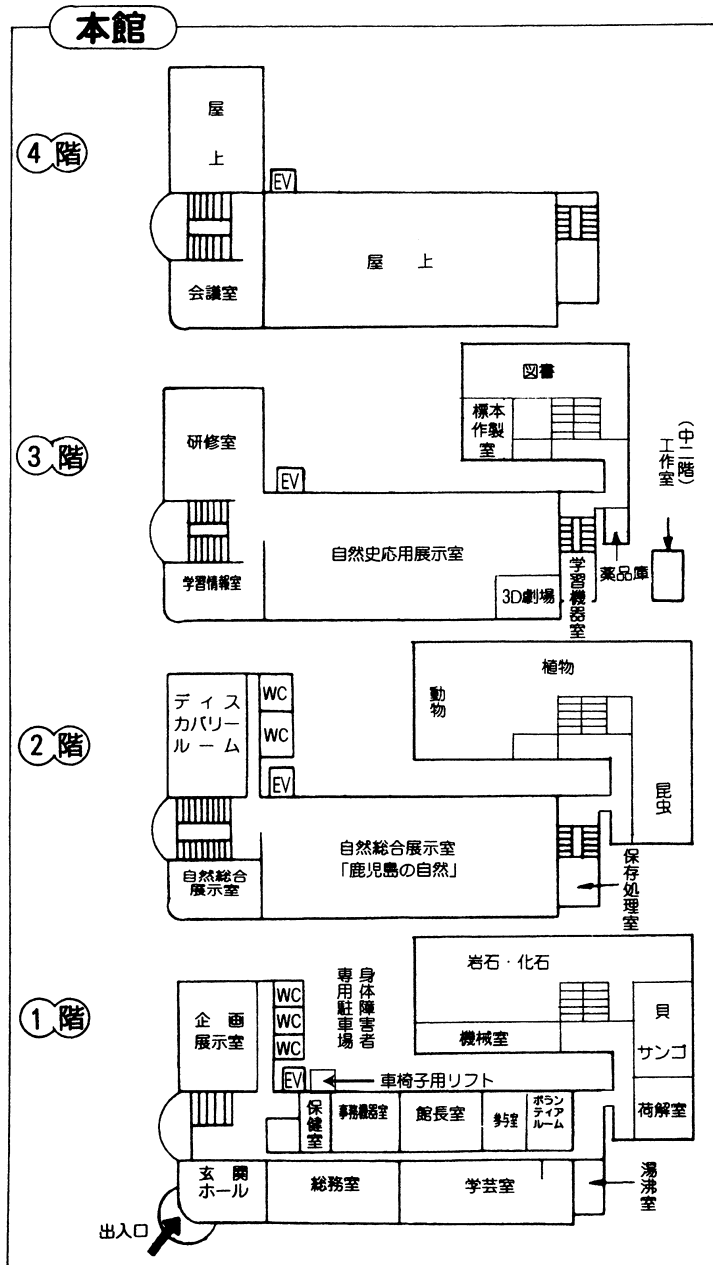 本館
4階
屋
上
EV
屋上
会議室
3階
図書
標本
作製
室
研修室
EV
(中二階)
工作室
自然史応用展示室
学習情報室
3D劇場
学習機器室
薬品庫
2階
ディス
カバリー
ルーム
WC
WC
EV
植物
動物
昆虫
自然総合展示室
「鹿児島の自然」
自然総合
展示室
保存処理室
1階
岩石・化石
身体障害者
専用駐車場
企画
展示室
WC
WC
WC
EV
車椅子用リフト
機械室
貝
サンゴ
荷解室
保健室
事務機器室
館長室
参与室
ボラン
ティア
ルーム
玄関
ホール
総務室
学芸室
湯沸室
出入口